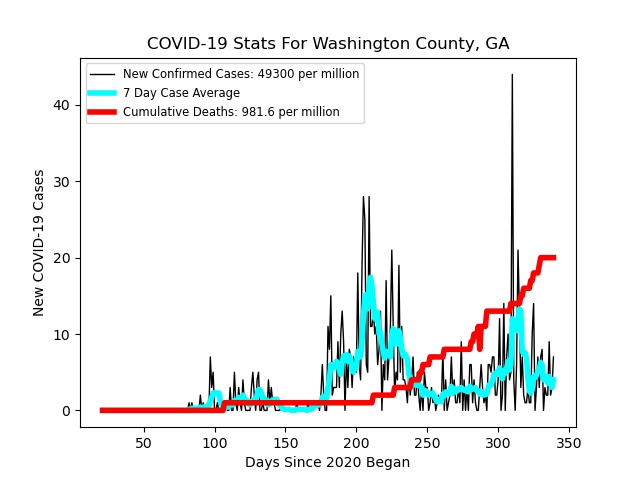 COVID-19 Stats For Washington County, GA
New Confirmed Cases: 49300 per million
7 Day Case Average
Cumulative Deaths: 981.6 per million
New COVID-19 Cases
40
30
20
10
0
50 100 150 200 250 300 350
Days Since 2020 Began